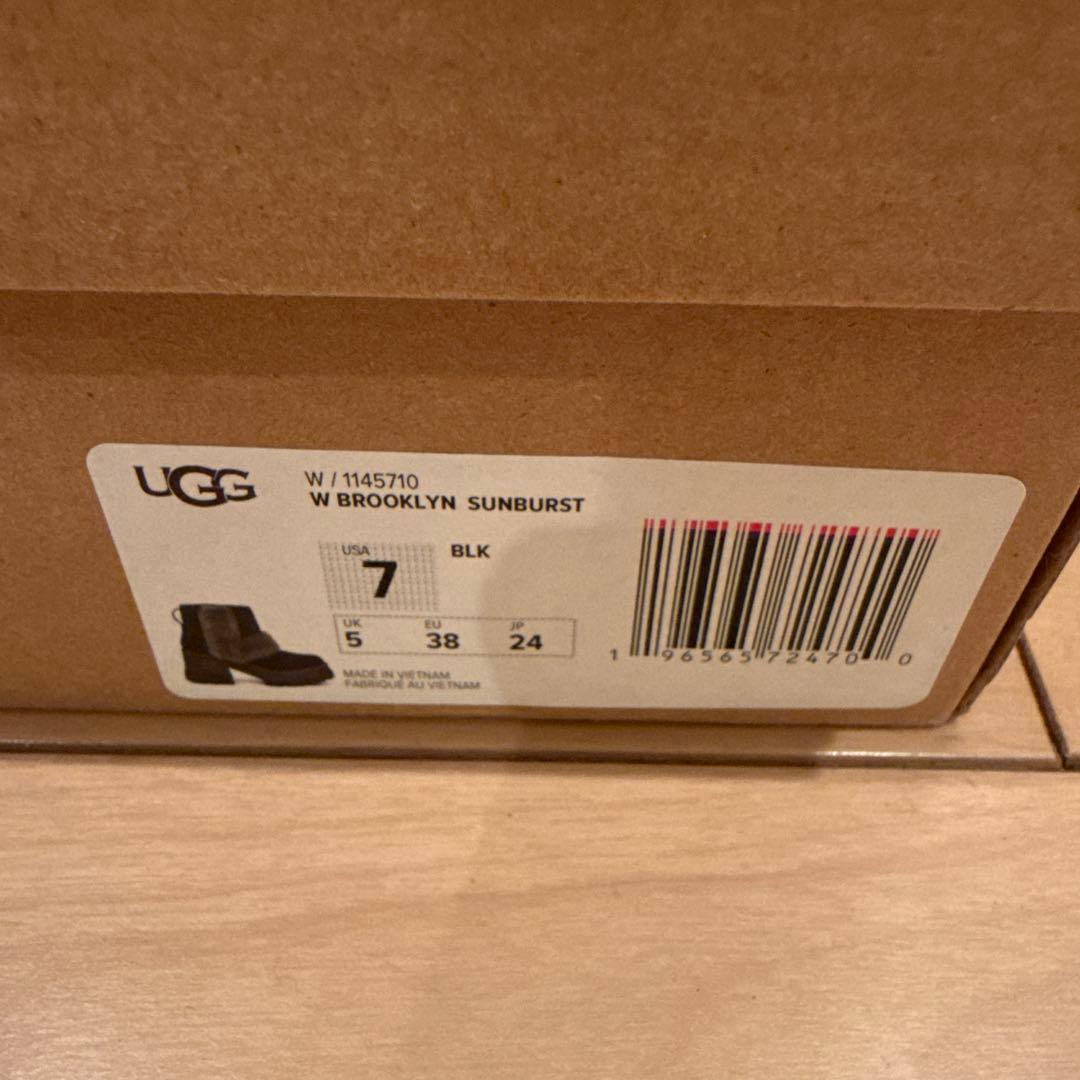 UGG
W / 1145710
W BROOKLYN SUNBURST
USA
7
BLK
UK EU JP
5 38 24
MADE IN VIETNAM
FABRIQUÉ AU VIETNAM
1 96565 72470 0